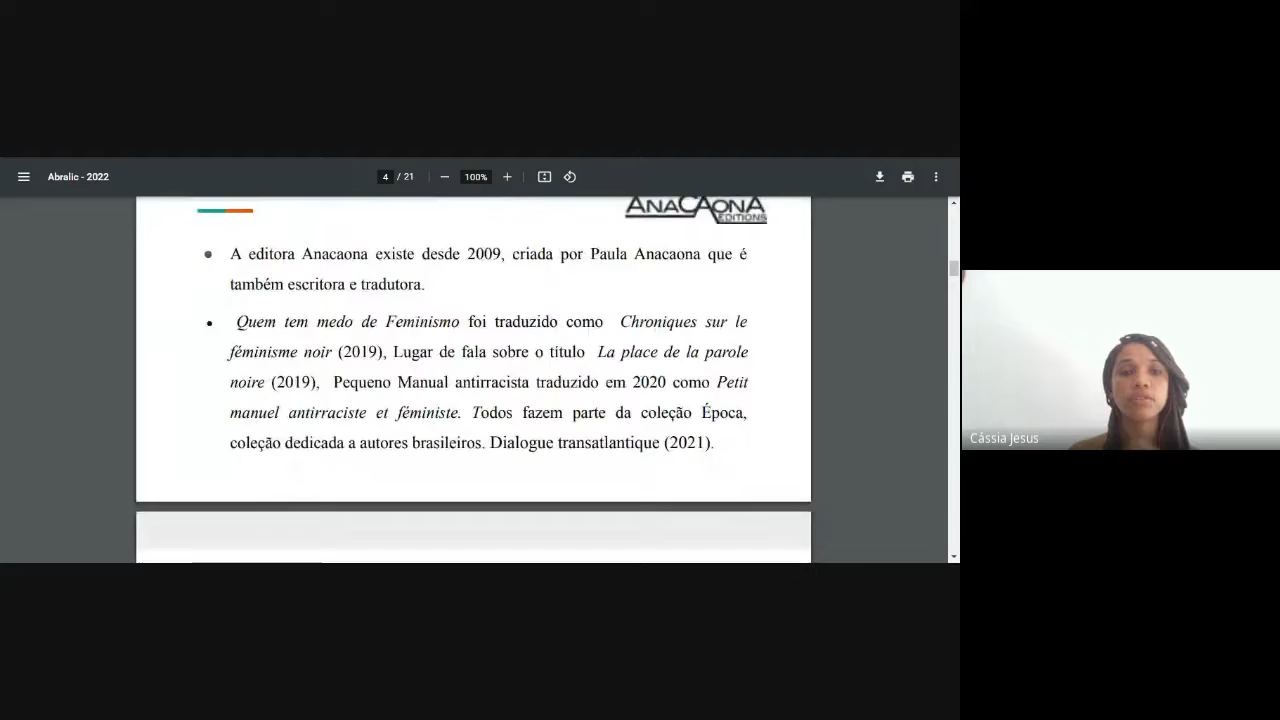 Abralic - 2022
4 / 21
100%
ANACAONA
EDITIONS
A editora Anacaona existe desde 2009, criada por Paula Anacaona que é
também escritora e tradutora.
Quem tem medo de Feminismo foi traduzido como Chroniques sur le
féminisme noir (2019), Lugar de fala sobre o título La place de la parole
noire (2019), Pequeno Manual antirracista traduzido em 2020 como Petit
manuel antirraciste et féministe. Todos fazem parte da coleção Época,
coleção dedicada a autores brasileiros. Dialogue transatlantique (2021).
Cássia Jesus